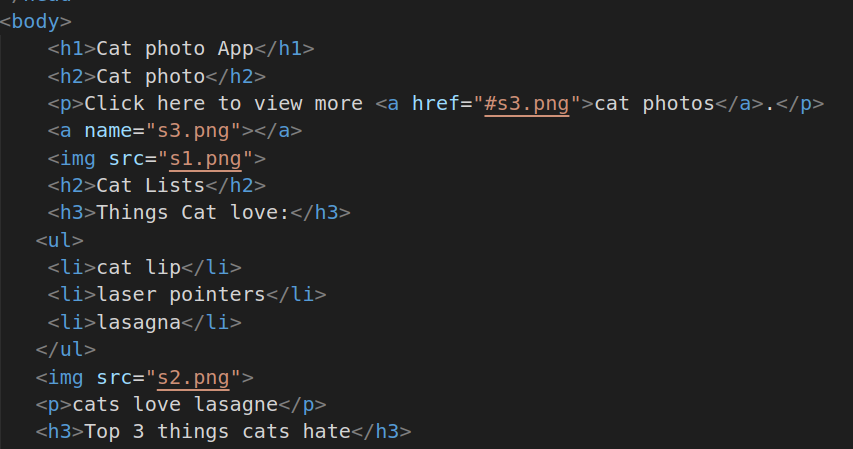 <body>
<h1>Cat photo App</h1>
<h2>Cat photo</h2>
<p>Click here to view more <a href="#s3.png">cat photos</a>.</p>
<a name="s3.png"></a>
<img src="s1.png">
<h2>Cat Lists</h2>
<h3>Things Cat love:</h3>
<ul>
<li>cat lip</li>
<li>laser pointers</li>
<li>lasagna</li>
</ul>
<img src="s2.png">
<p>cats love lasagne</p>
<h3>Top 3 things cats hate</h3>